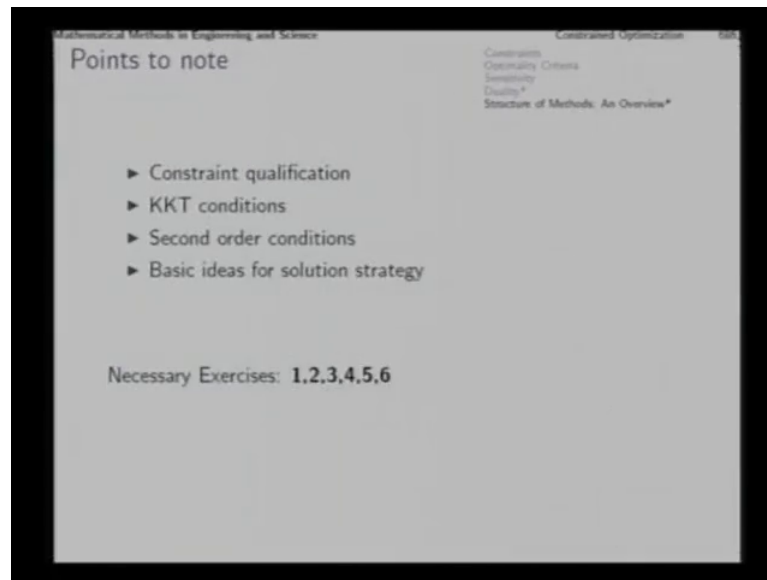 Mathematical Methods in Engineering and Science
Constrained Optimization
Points to note
Constraints
Optimality Criteria
Sensitivity
Duality*
Structure of Methods: An Overview*
► Constraint qualification
► KKT conditions
► Second order conditions
► Basic ideas for solution strategy
Necessary Exercises: 1,2,3,4,5,6